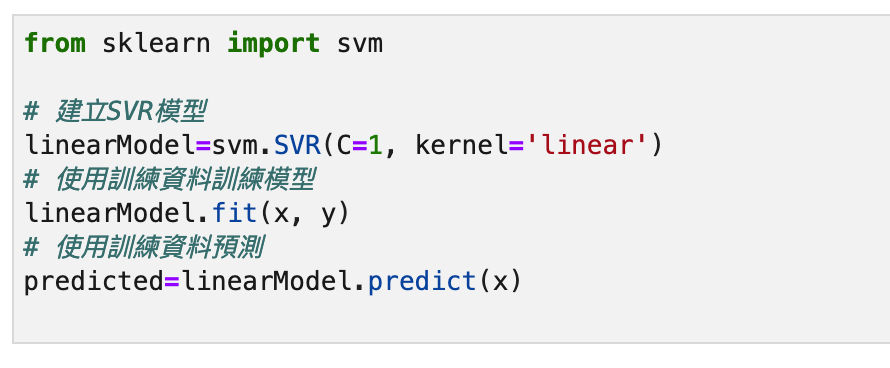 from sklearn import svm
# 建立SVR模型
linearModel=svm.SVR(C=1, kernel='linear')
# 使用訓練資料訓練模型
linearModel.fit(x, y)
# 使用訓練資料預測
predicted=linearModel.predict(x)